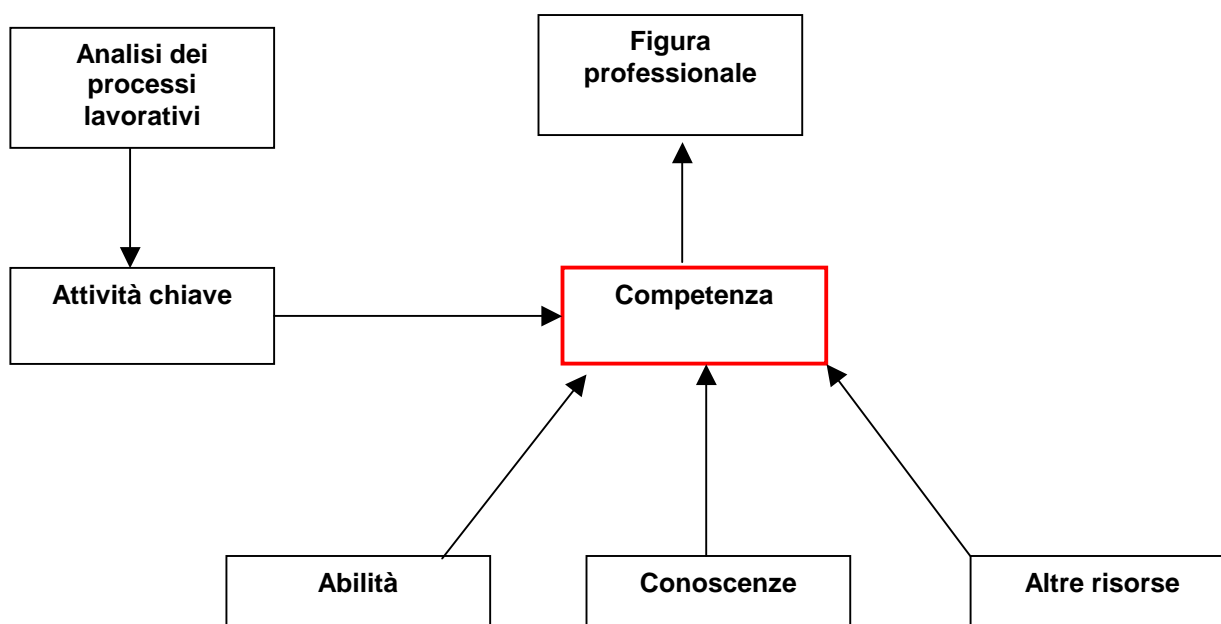 Analisi dei
processi
lavorativi
Figura
professionale
Attività chiave
Competenza
Abilità
Conoscenze
Altre risorse